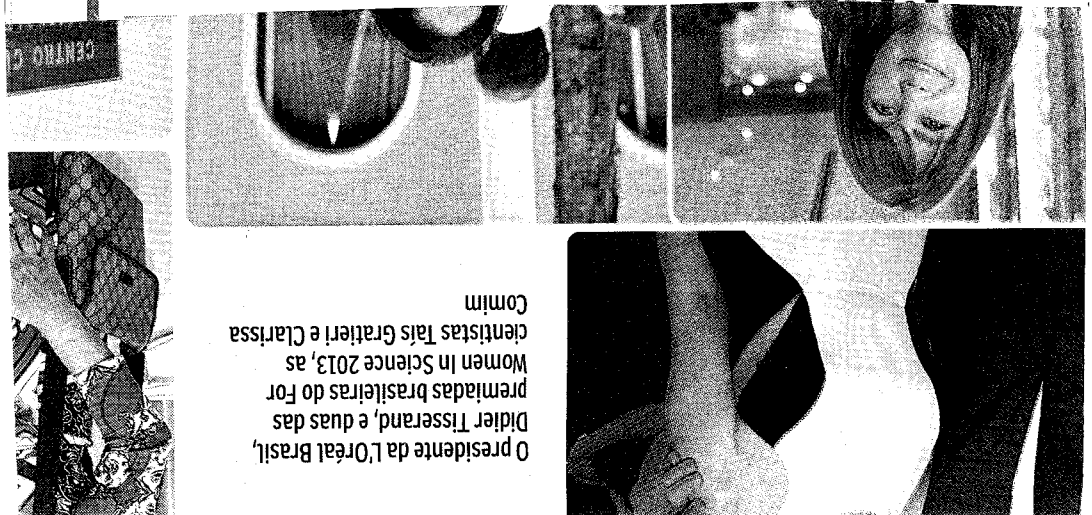 O presidente da L'Oréal Brasil,
Didier Tisserand, e duas das
premiadas brasileiras do For
Women In Science 2013, as
cientistas Taís Gratieri e Clarissa
Comim
CENTRO